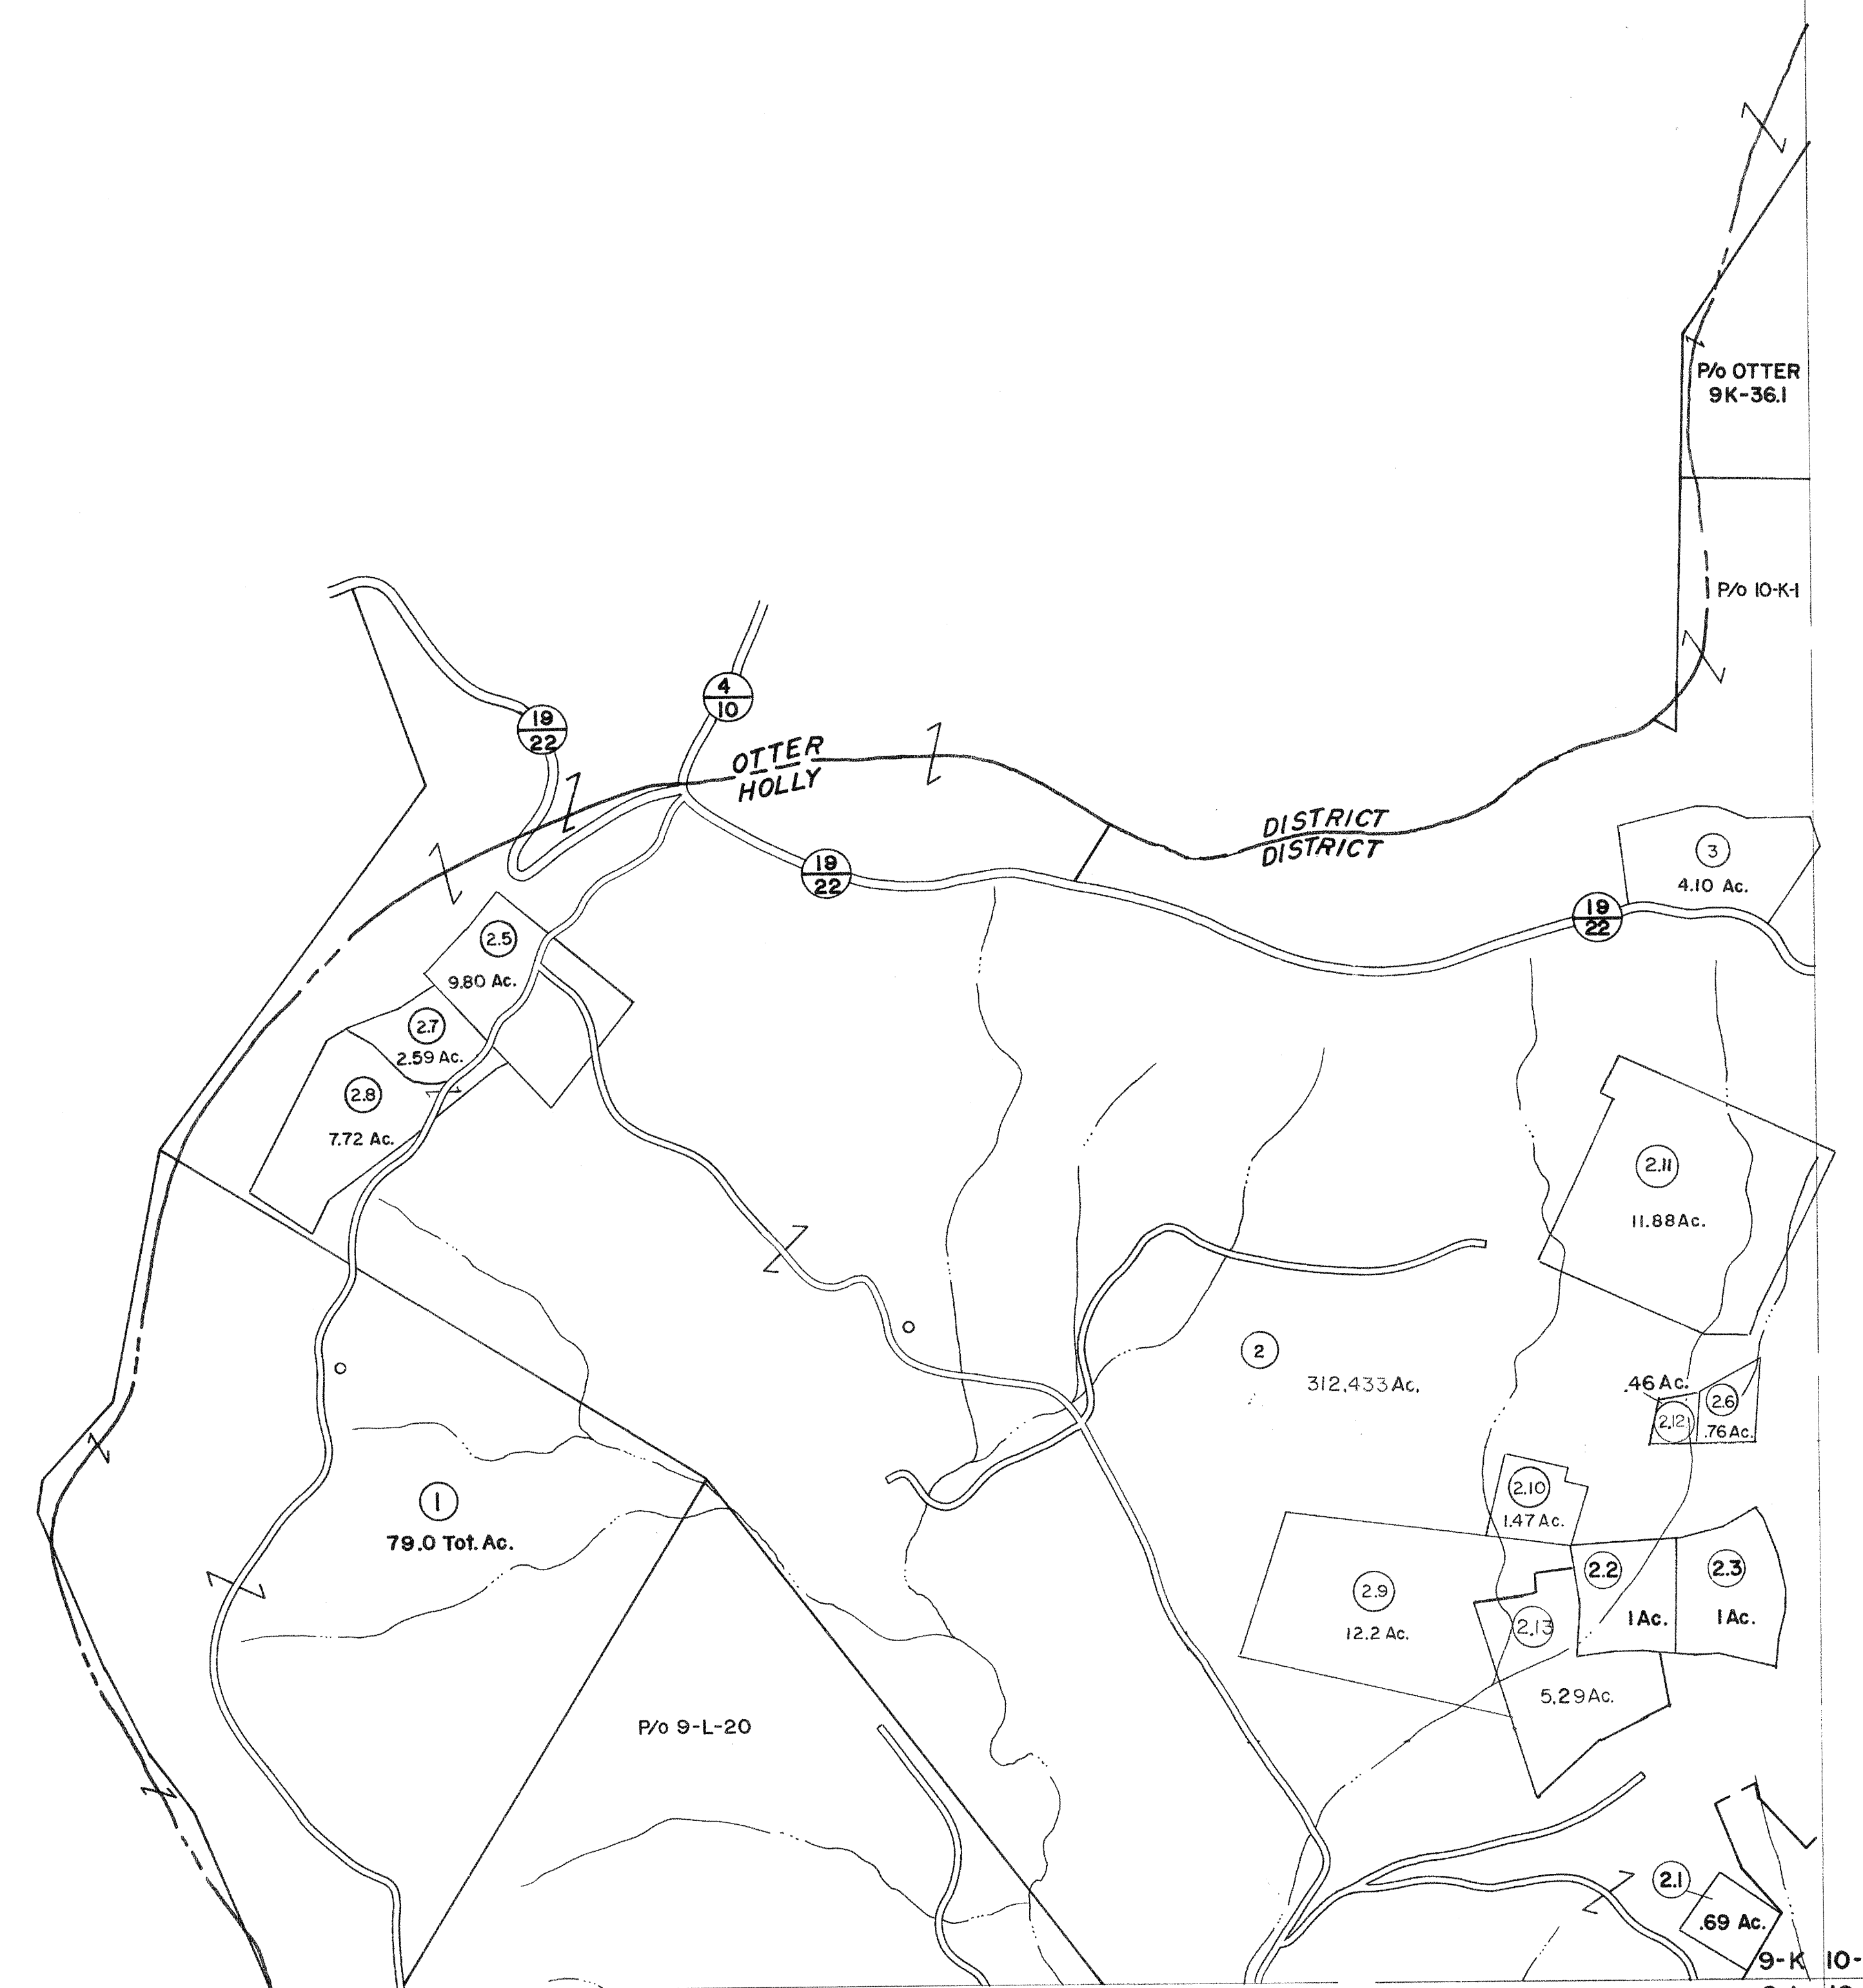 P/o OTTER
9K-36.1
P/o 10-K-1
4
10
19
22
OTTER
HOLLY
DISTRICT
DISTRICT
3
4.10 Ac.
19
22
19
22
2.5
9.80 Ac.
2.7
2.59 Ac.
2.8
7.72 Ac.
2.11
11.88 Ac.
2
312.433 Ac.
.46 Ac.
2.12
2.6
.76 Ac.
1
79.0 Tot. Ac.
2.10
1.47 Ac.
2.9
12.2 Ac.
2.2
1 Ac.
2.3
1 Ac.
2.13
5.29 Ac.
P/o 9-L-20
2.1
.69 Ac.
9-K 10-